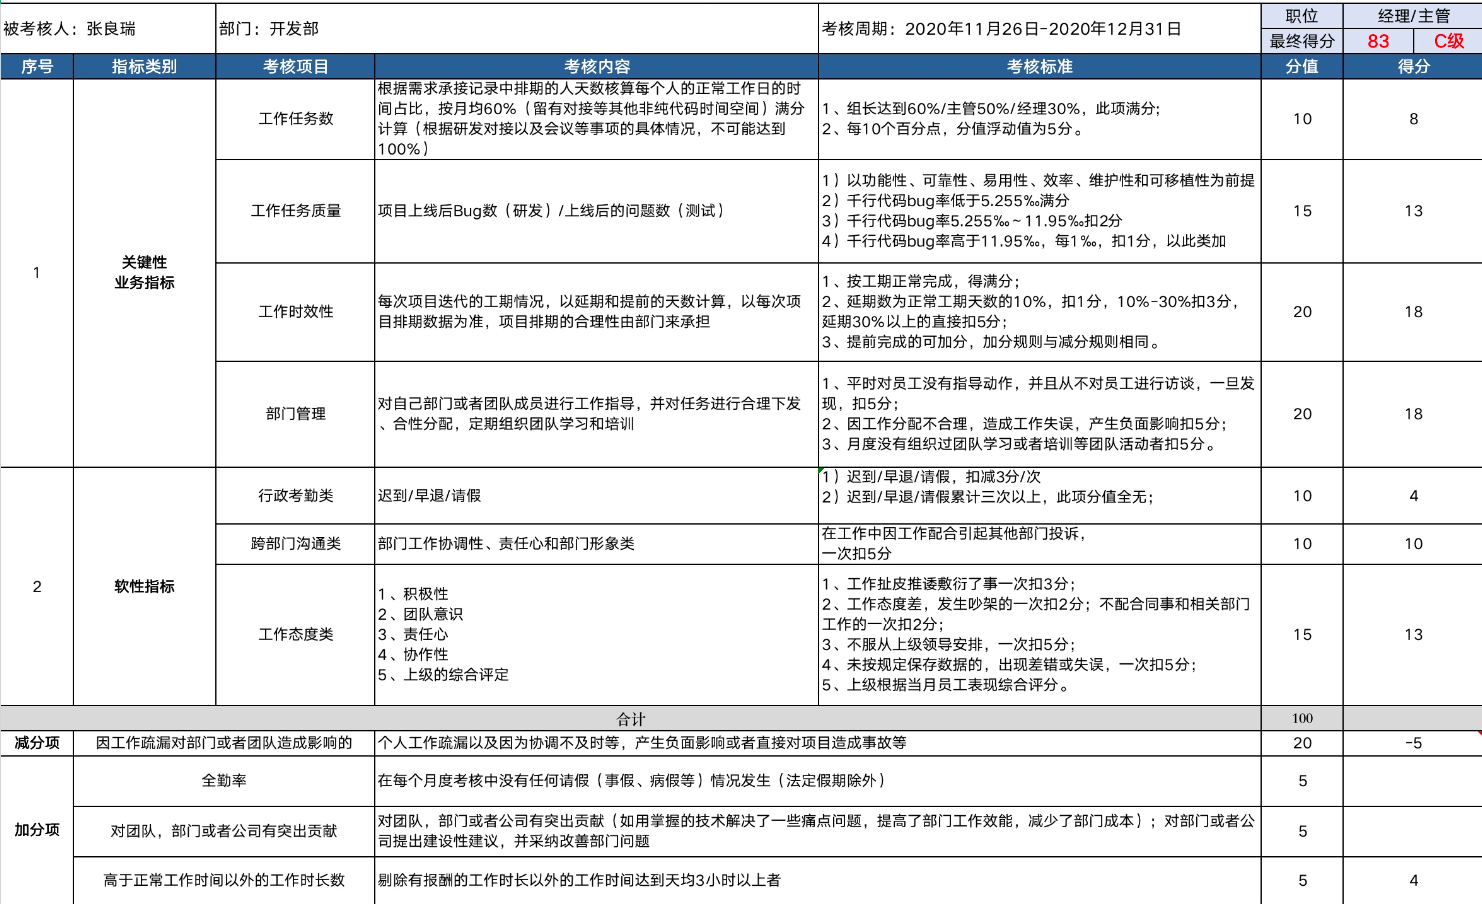 被考核人：张良瑞
部门：开发部
考核周期：2020年11月26日-2020年12月31日
职位
经理/主管
最终得分
83
C级
序号
指标类别
考核项目
考核内容
考核标准
分值
得分
1
关键性
业务指标
工作任务数
根据需求承接记录中排期的人天数核算每个人的正常工作日的时
间占比，按月均60%（留有对接等其他非纯代码时间空间）满分
计算（根据研发对接以及会议等事项的具体情况，不可能达到
100%）
1、组长达到60%/主管50%/经理30%，此项满分；
2、每10个百分点，分值浮动值为5分。
10
8
工作任务质量
项目上线后Bug数（研发）/上线后的问题数（测试）
1）以功能性、可靠性、易用性、效率、维护性和可移植性为前提
2）千行代码bug率低于5.255‰满分
3）千行代码bug率5.255‰~11.95‰扣2分
4）千行代码bug率高于11.95‰，每1‰，扣1分，以此类加
15
13
工作时效性
每次项目迭代的工期情况，以延期和提前的天数计算，以每次项
目排期数据为准，项目排期的合理性由部门来承担
1、按工期正常完成，得满分；
2、延期数为正常工期天数的10%，扣1分，10%-30%扣3分，
延期30%以上的直接扣5分；
3、提前完成的可加分，加分规则与减分规则相同。
20
18
部门管理
对自己部门或者团队成员进行工作指导，并对任务进行合理下发
、合性分配，定期组织团队学习和培训
1、平时对员工没有指导动作，并且从不对员工进行访谈，一旦发
现，扣5分；
2、因工作分配不合理，造成工作失误，产生负面影响扣5分；
3、月度没有组织过团队学习或者培训等团队活动者扣5分。
20
18
2
软性指标
行政考勤类
迟到/早退/请假
1）迟到/早退/请假，扣减3分/次
2）迟到/早退/请假累计三次以上，此项分值全无；
10
4
跨部门沟通类
部门工作协调性、责任心和部门形象类
在工作中因工作配合引起其他部门投诉，
一次扣5分
10
10
工作态度类
1、积极性
2、团队意识
3、责任心
4、协作性
5、上级的综合评定
1、工作扯皮推诿敷衍了事一次扣3分；
2、工作态度差，发生吵架的一次扣2分；不配合同事和相关部门
工作的一次扣2分；
3、不服从上级领导安排，一次扣5分；
4、未按规定保存数据的，出现差错或失误，一次扣5分；
5、上级根据当月员工表现综合评分。
15
13
合计
100
减分项
因工作疏漏对部门或者团队造成影响的
个人工作疏漏以及因为协调不及时等，产生负面影响或者直接对项目造成事故等
20
-5
加分项
全勤率
在每个月度考核中没有任何请假（事假、病假等）情况发生（法定假期除外）
5
对团队，部门或者公司有突出贡献
对团队，部门或者公司有突出贡献（如用掌握的技术解决了一些痛点问题，提高了部门工作效能，减少了部门成本）；对部门或者公
司提出建设性建议，并采纳改善部门问题
5
高于正常工作时间以外的工作时长数
剔除有报酬的工作时长以外的工作时间达到天均3小时以上者
5
4